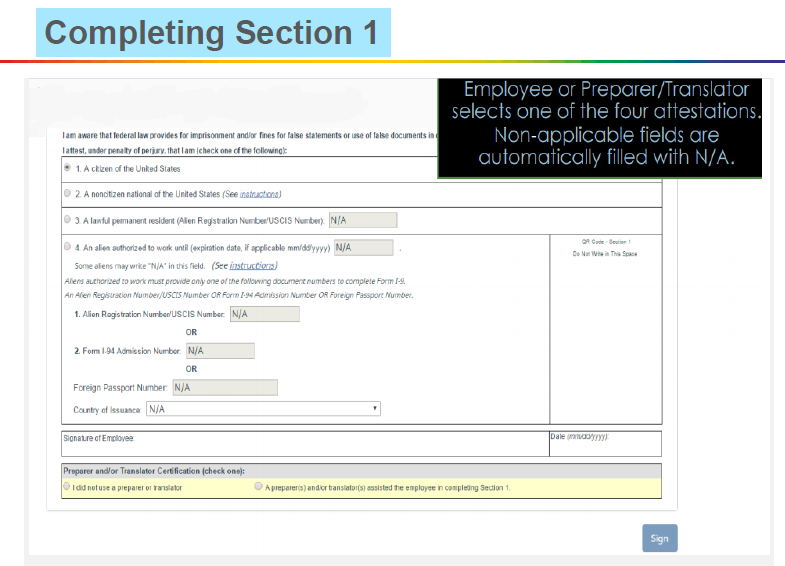 Completing Section 1
Employee or Preparer/Translator
selects one of the four attestations.
Non-applicable fields are
automatically filled with N/A.
I am aware that federal law provides for imprisonment and/or fines for false statements or use of false documents in
I attest, under penalty of perjury, that I am (check one of the following):
1. A citizen of the United States
2. A noncitizen national of the United States (See instructions)
3. A lawful permanent resident (Alien Registration Number/USCIS Number): N/A
4. An alien authorized to work until (expiration date, if applicable mm/dd/yyyy) N/A .
Some aliens may write "N/A" in this field. (See instructions)
Aliens authorized to work must provide only one of the following document numbers to complete Form I-9.
An Alien Registration Number/USCIS Number OR Form I-94 Admission Number OR Foreign Passport Number.
1. Alien Registration Number/USCIS Number: N/A
OR
2. Form I-94 Admission Number: N/A
OR
Foreign Passport Number: N/A
Country of Issuance: N/A
QR Code - Section 1
Do Not Write in This Space
Signature of Employee:
Date (mm/dd/yyyy):
Preparer and/or Translator Certification (check one):
I did not use a preparer or translator
A preparer(s) and/or translator(s) assisted the employee in completing Section 1.
Sign